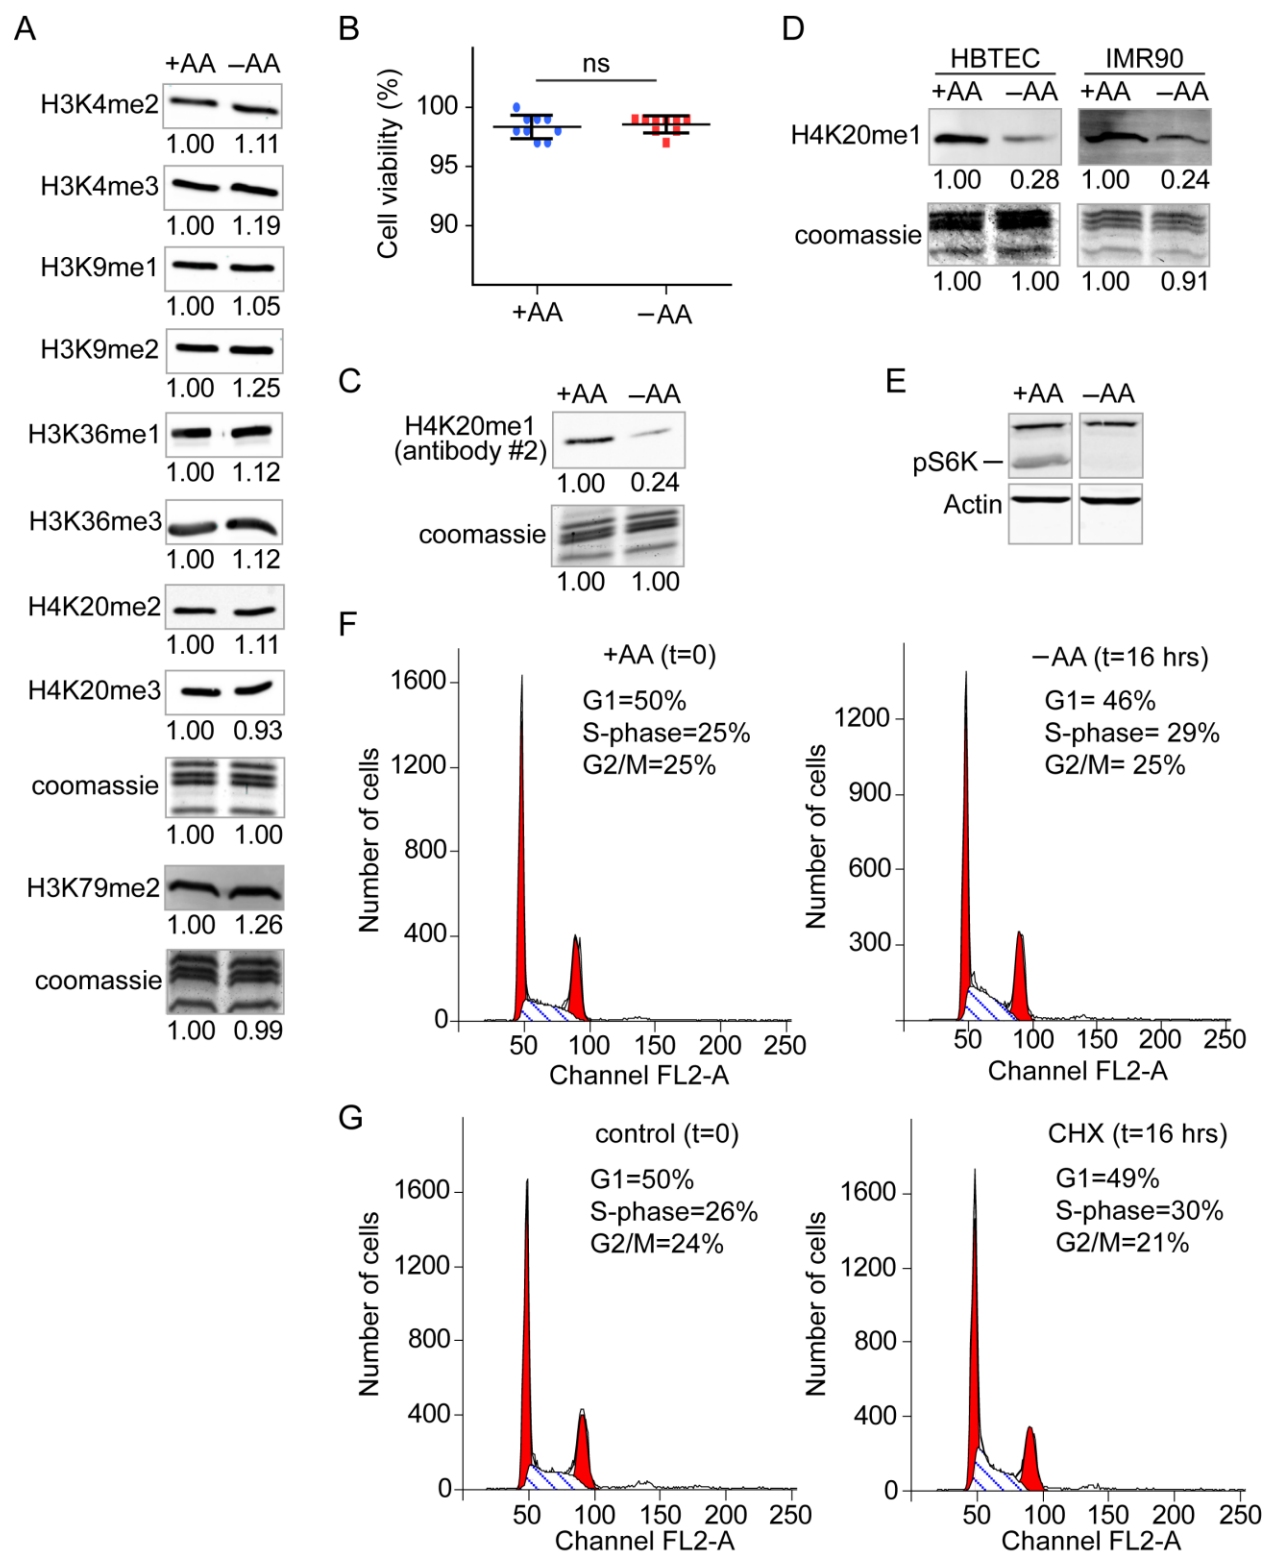 A
+AA –AA
H3K4me2
1.00 1.11
H3K4me3
1.00 1.19
H3K9me1
1.00 1.05
H3K9me2
1.00 1.25
H3K36me1
1.00 1.12
H3K36me3
1.00 1.12
H4K20me2
1.00 1.11
H4K20me3
1.00 0.93
coomassie
1.00 1.00
H3K79me2
1.00 1.26
coomassie
1.00 0.99
B
Cell viability (%)
ns
100
95
90
+AA –AA
C
+AA –AA
H4K20me1
(antibody #2)
1.00 0.24
coomassie
1.00 1.00
D
HBTEC IMR90
+AA –AA +AA –AA
H4K20me1
1.00 0.28 1.00 0.24
coomassie
1.00 1.00 1.00 0.91
E
+AA –AA
pS6K
Actin
F
+AA (t=0)
G1=50%
S-phase=25%
G2/M=25%
Number of cells
1600
1200
800
400
0
50 100 150 200 250
Channel FL2-A
–AA (t=16 hrs)
G1= 46%
S-phase= 29%
G2/M= 25%
Number of cells
1200
900
600
300
50 100 150 200 250
Channel FL2-A
G
control (t=0)
G1=50%
S-phase=26%
G2/M=24%
Number of cells
1600
1200
800
400
0
50 100 150 200 250
Channel FL2-A
CHX (t=16 hrs)
G1=49%
S-phase=30%
G2/M=21%
Number of cells
1600
1200
800
400
0
50 100 150 200 250
Channel FL2-A